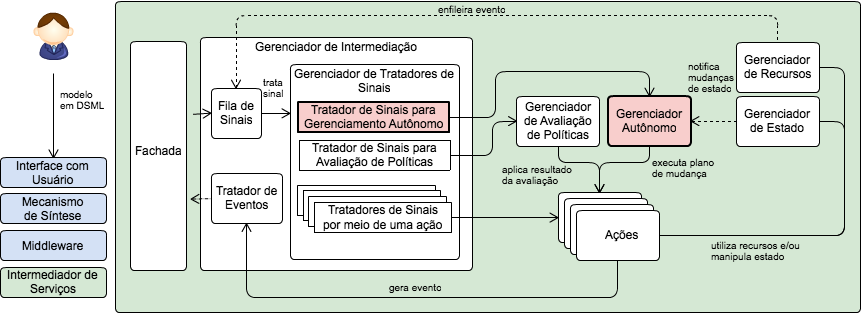 enfileira evento
modelo
em DSML
Interface com
Usuário
Mecanismo
de Síntese
Middleware
Intermediador de
Serviços
Fachada
Gerenciador de Intermediação
Fila de
Sinais
trata
sinal
Gerenciador de Tratadores de
Sinais
Tratador de Sinais para
Gerenciamento Autônomo
Tratador de Sinais para
Avaliação de Políticas
Tratadores de Sinais
por meio de uma ação
Tratador de
Eventos
Gerenciador
de Avaliação
de Políticas
Gerenciador
Autônomo
notifica
mudanças
de estado
Gerenciador
de Recursos
Gerenciador
de Estado
aplica resultado
da avaliação
executa plano
de mudança
Ações
utiliza recursos e/ou
manipula estado
gera evento